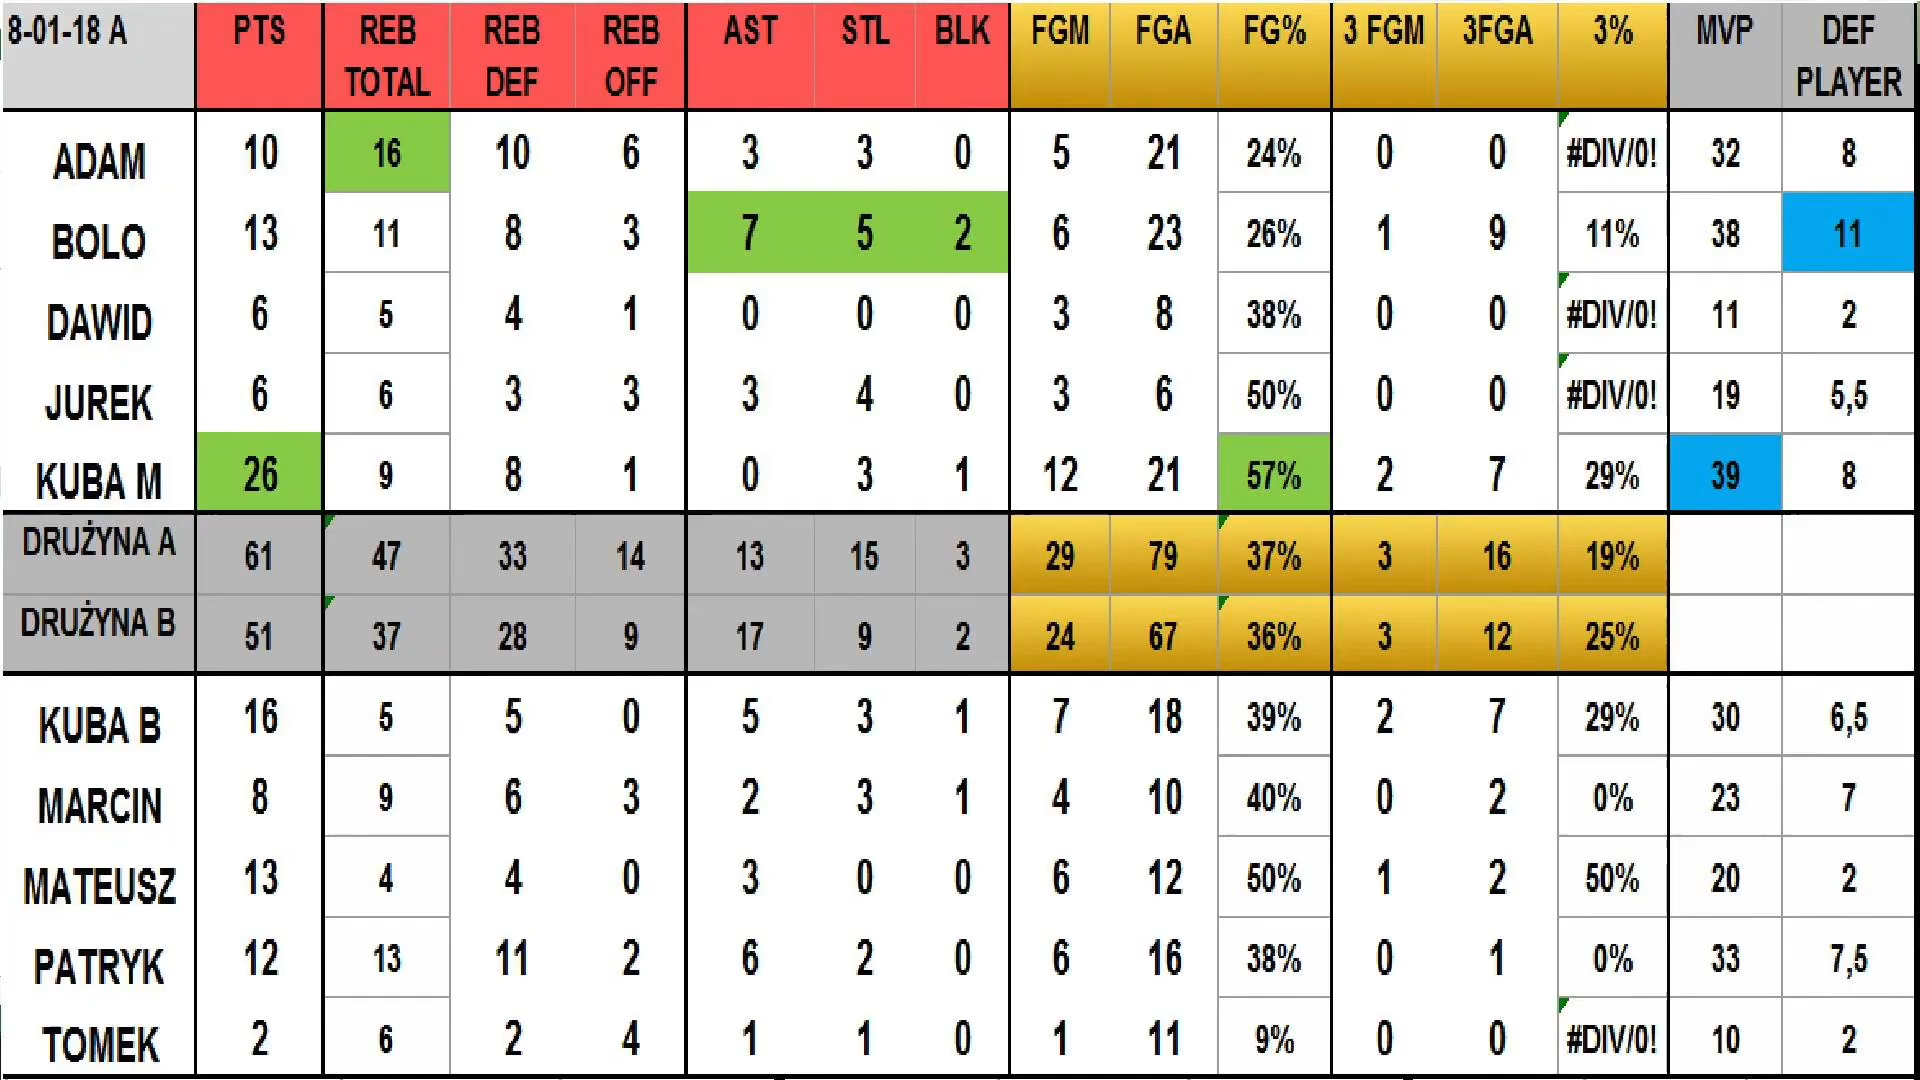 8-01-18 A PTS REB TOTAL REB DEF REB OFF AST STL BLK FGM FGA FG% 3 FGM 3FGA 3% MVP DEF PLAYER
ADAM 10 16 10 6 3 3 0 5 21 24% 0 0 #DIV/0! 32 8
BOLO 13 11 8 3 7 5 2 6 23 26% 1 9 11% 38 11
DAWID 6 5 4 1 0 0 0 3 8 38% 0 0 #DIV/0! 11 2
JUREK 6 6 3 3 3 4 0 3 6 50% 0 0 #DIV/0! 19 5,5
KUBA M 26 9 8 1 0 3 1 12 21 57% 2 7 29% 39 8
DRUŻYNA A 61 47 33 14 13 15 3 29 79 37% 3 16 19%
DRUŻYNA B 51 37 28 9 17 9 2 24 67 36% 3 12 25%
KUBA B 16 5 5 0 5 3 1 7 18 39% 2 7 29% 30 6,5
MARCIN 8 9 6 3 2 3 1 4 10 40% 0 2 0% 23 7
MATEUSZ 13 4 4 0 3 0 0 6 12 50% 1 2 50% 20 2
PATRYK 12 13 11 2 6 2 0 6 16 38% 0 1 0% 33 7,5
TOMEK 2 6 2 4 1 1 0 1 11 9% 0 0 #DIV/0! 10 2